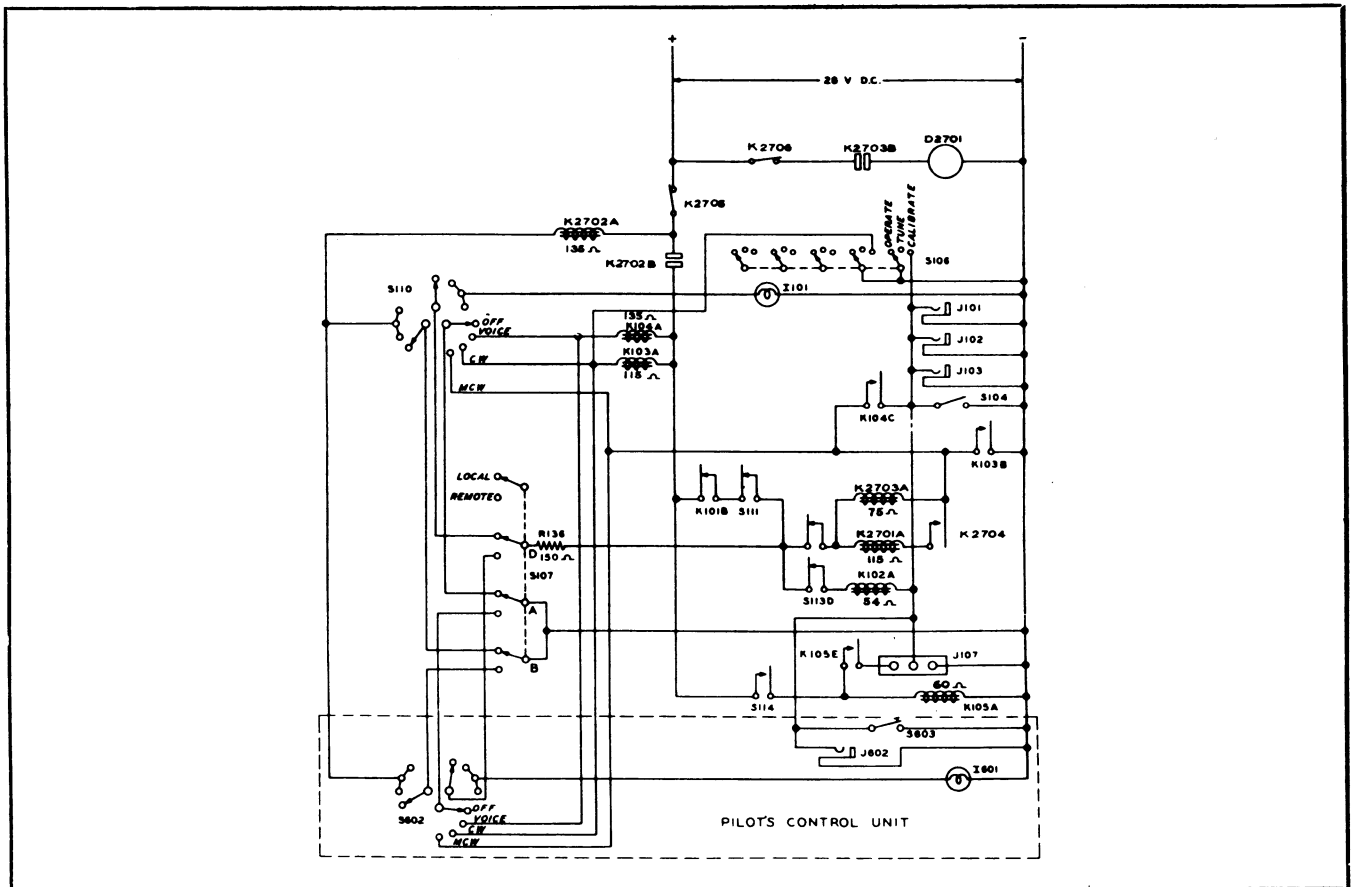 +
-
28 V D.C.
K2706
K2703B
D2701
K2705
K2702A
135 Ω
K2702B
OPERATE
TUNE
CALIBRATE
S106
S110
I101
J101
OFF
VOICE
135 Ω
K104A
J102
CW
K103A
115 Ω
J103
MCW
K104C
S104
K103B
LOCAL
REMOTE
K101B
S111
K2703A
75 Ω
R136
150 Ω
D
S107
K2701A
115 Ω
K2704
K102A
54 Ω
S113D
A
B
K105E
J107
60 Ω
K105A
S114
S603
J602
I601
S602
OFF
VOICE
CW
MCW
PILOT'S CONTROL UNIT